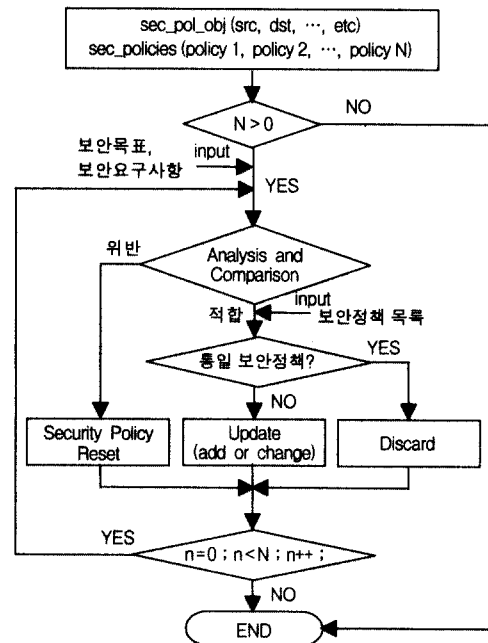 sec_pol_obj (src, dst, ⋯, etc)
sec_policies (policy 1, policy 2, ⋯, policy N)
N > 0
NO
보안목표,
보안요구사항
input
YES
위반
Analysis and
Comparison
적합
input
보안정책 목록
통일 보안정책?
YES
NO
Security Policy
Reset
Update
(add or change)
Discard
YES
n=0 ; n<N ; n++ ;
NO
END